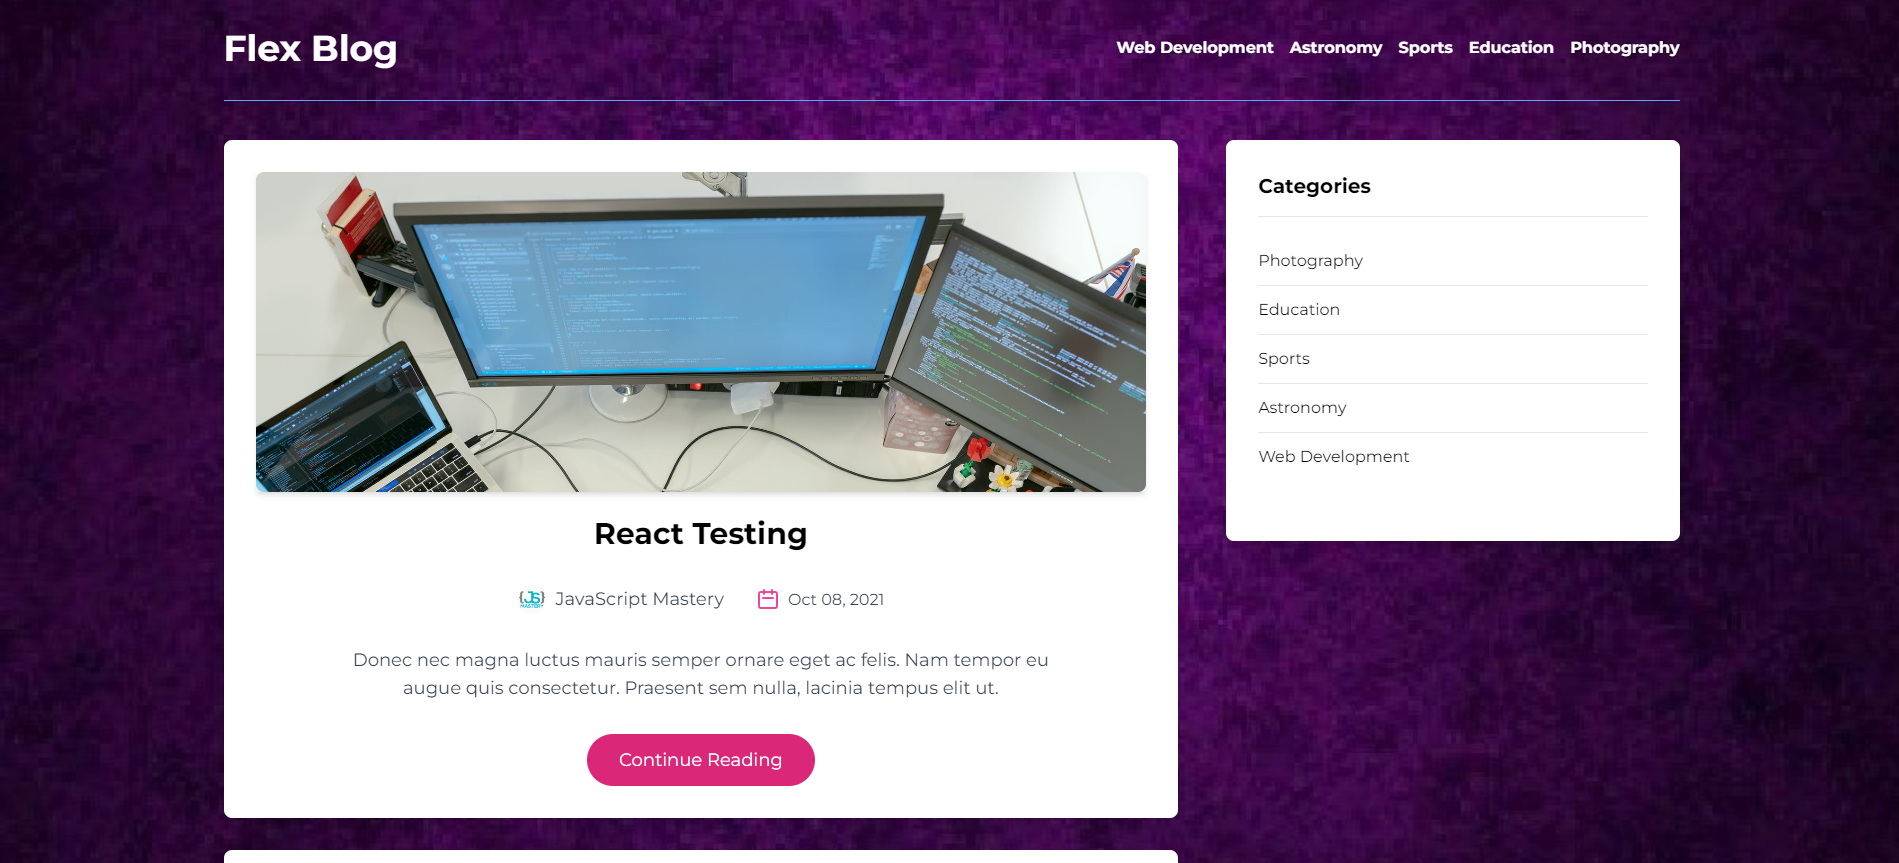 Flex Blog
Web Development Astronomy Sports Education Photography
React Testing
JS
MASTERY
JavaScript Mastery
Oct 08, 2021
Donec nec magna luctus mauris semper ornare eget ac felis. Nam tempor eu
augue quis consectetur. Praesent sem nulla, lacinia tempus elit ut.
Continue Reading
Categories
Photography
Education
Sports
Astronomy
Web Development